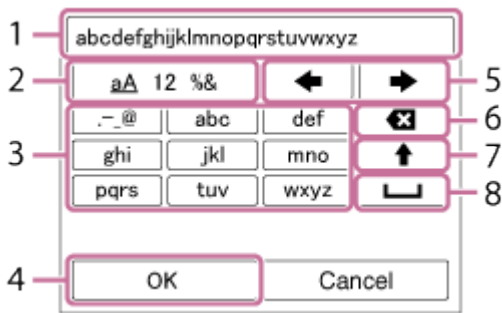 1 abcdefghijklmnopqrstuvwxyz
2 aA 12 %& 5
.-_@ abc def 6
3 ghi jkl mno 7
pqrs tuv wxyz 8
4 OK Cancel